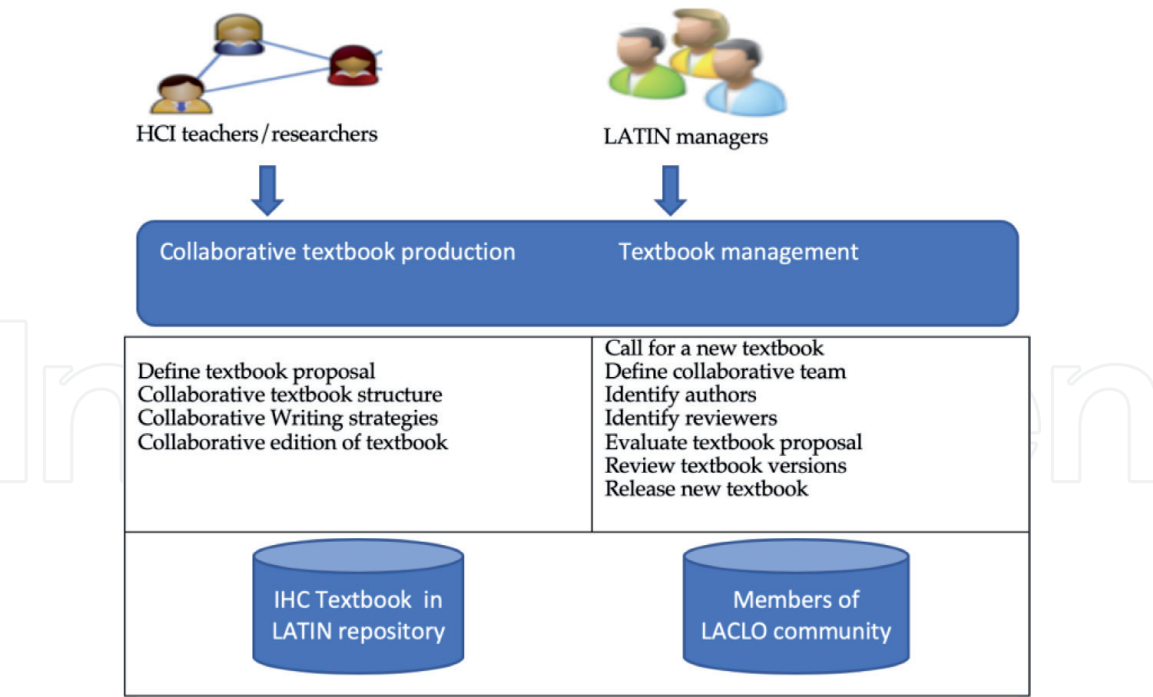 HCI teachers/researchers
LATIN managers
Collaborative textbook production
Textbook management
Define textbook proposal
Collaborative textbook structure
Collaborative Writing strategies
Collaborative edition of textbook
Call for a new textbook
Define collaborative team
Identify authors
Identify reviewers
Evaluate textbook proposal
Review textbook versions
Release new textbook
IHC Textbook in
LATIN repository
Members of
LACLO community